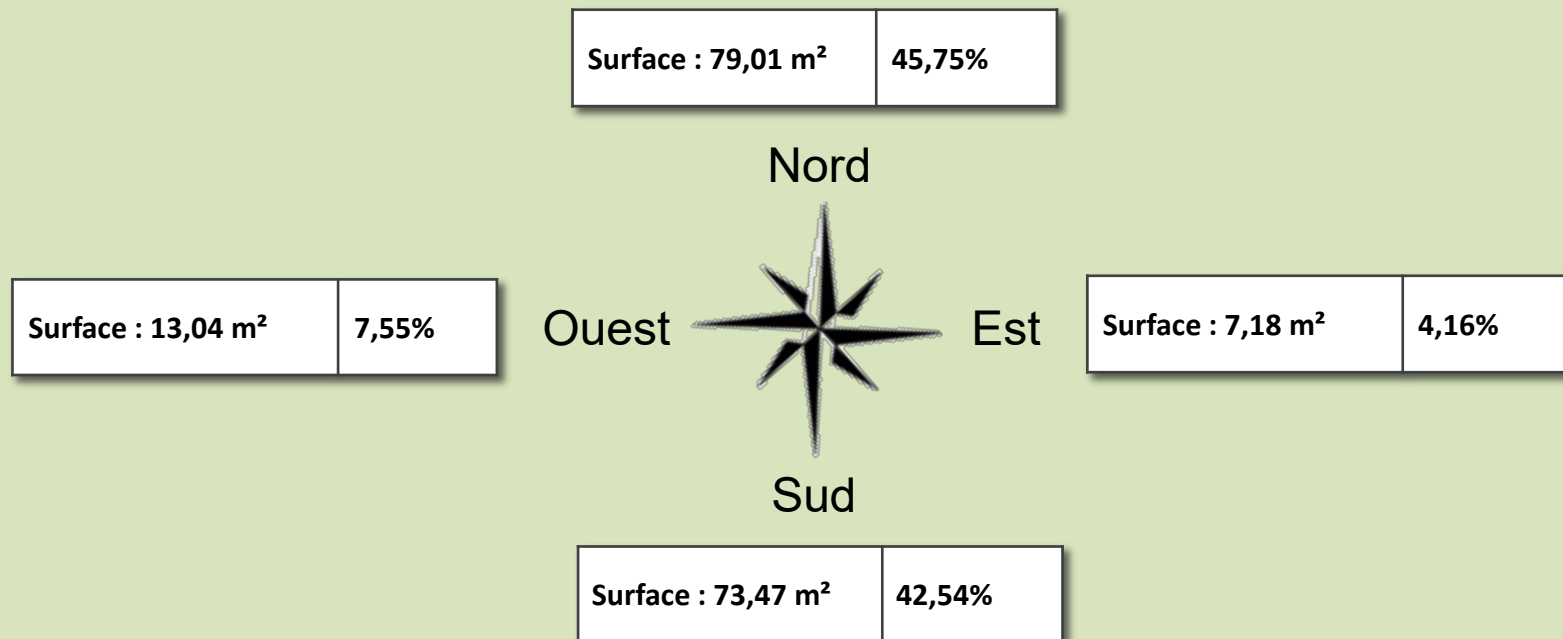 Surface : 79,01 m² 45,75%
Nord
Surface : 13,04 m² 7,55% Ouest Est Surface : 7,18 m² 4,16%
Sud
Surface : 73,47 m² 42,54%